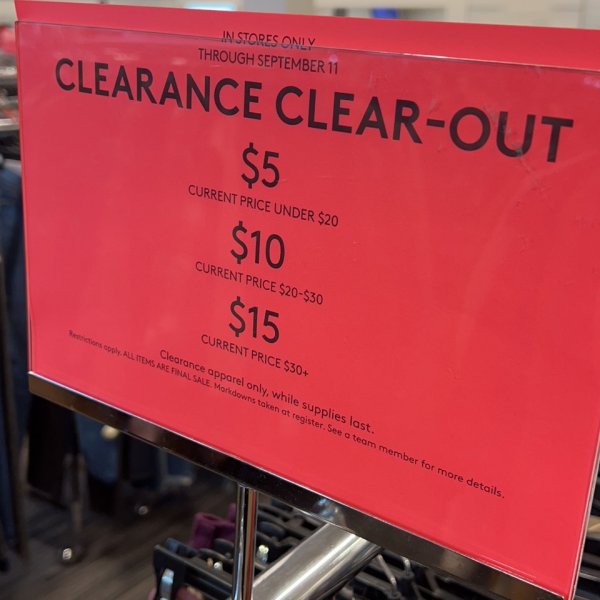 IN STORES ONLY
THROUGH SEPTEMBER 11
CLEARANCE CLEAR-OUT
$5
CURRENT PRICE UNDER $20
$10
CURRENT PRICE $20-$30
$15
CURRENT PRICE $30+
Clearance apparel only, while supplies last.
Restrictions apply. ALL ITEMS ARE FINAL SALE. Markdowns taken at register. See a team member for more details.